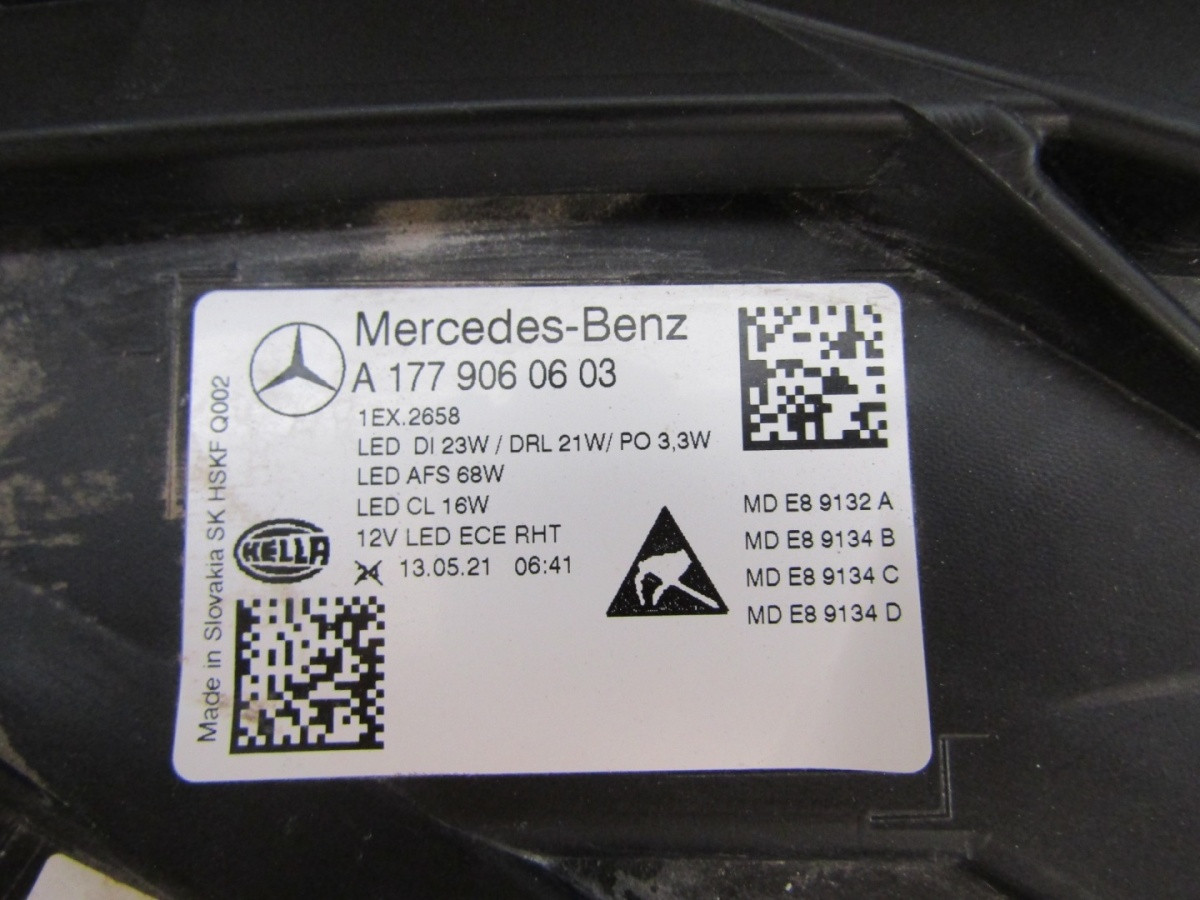 Mercedes-Benz
A 177 906 06 03
1EX.2658
LED DI 23W / DRL 21W/ PO 3,3W
LED AFS 68W
LED CL 16W
12V LED ECE RHT
24 13.05.21 06:41
HELLA
Made in Slovakia SK HSKF Q002
MD E8 9132 A
MD E8 9134 B
MD E8 9134 C
MD E8 9134 D